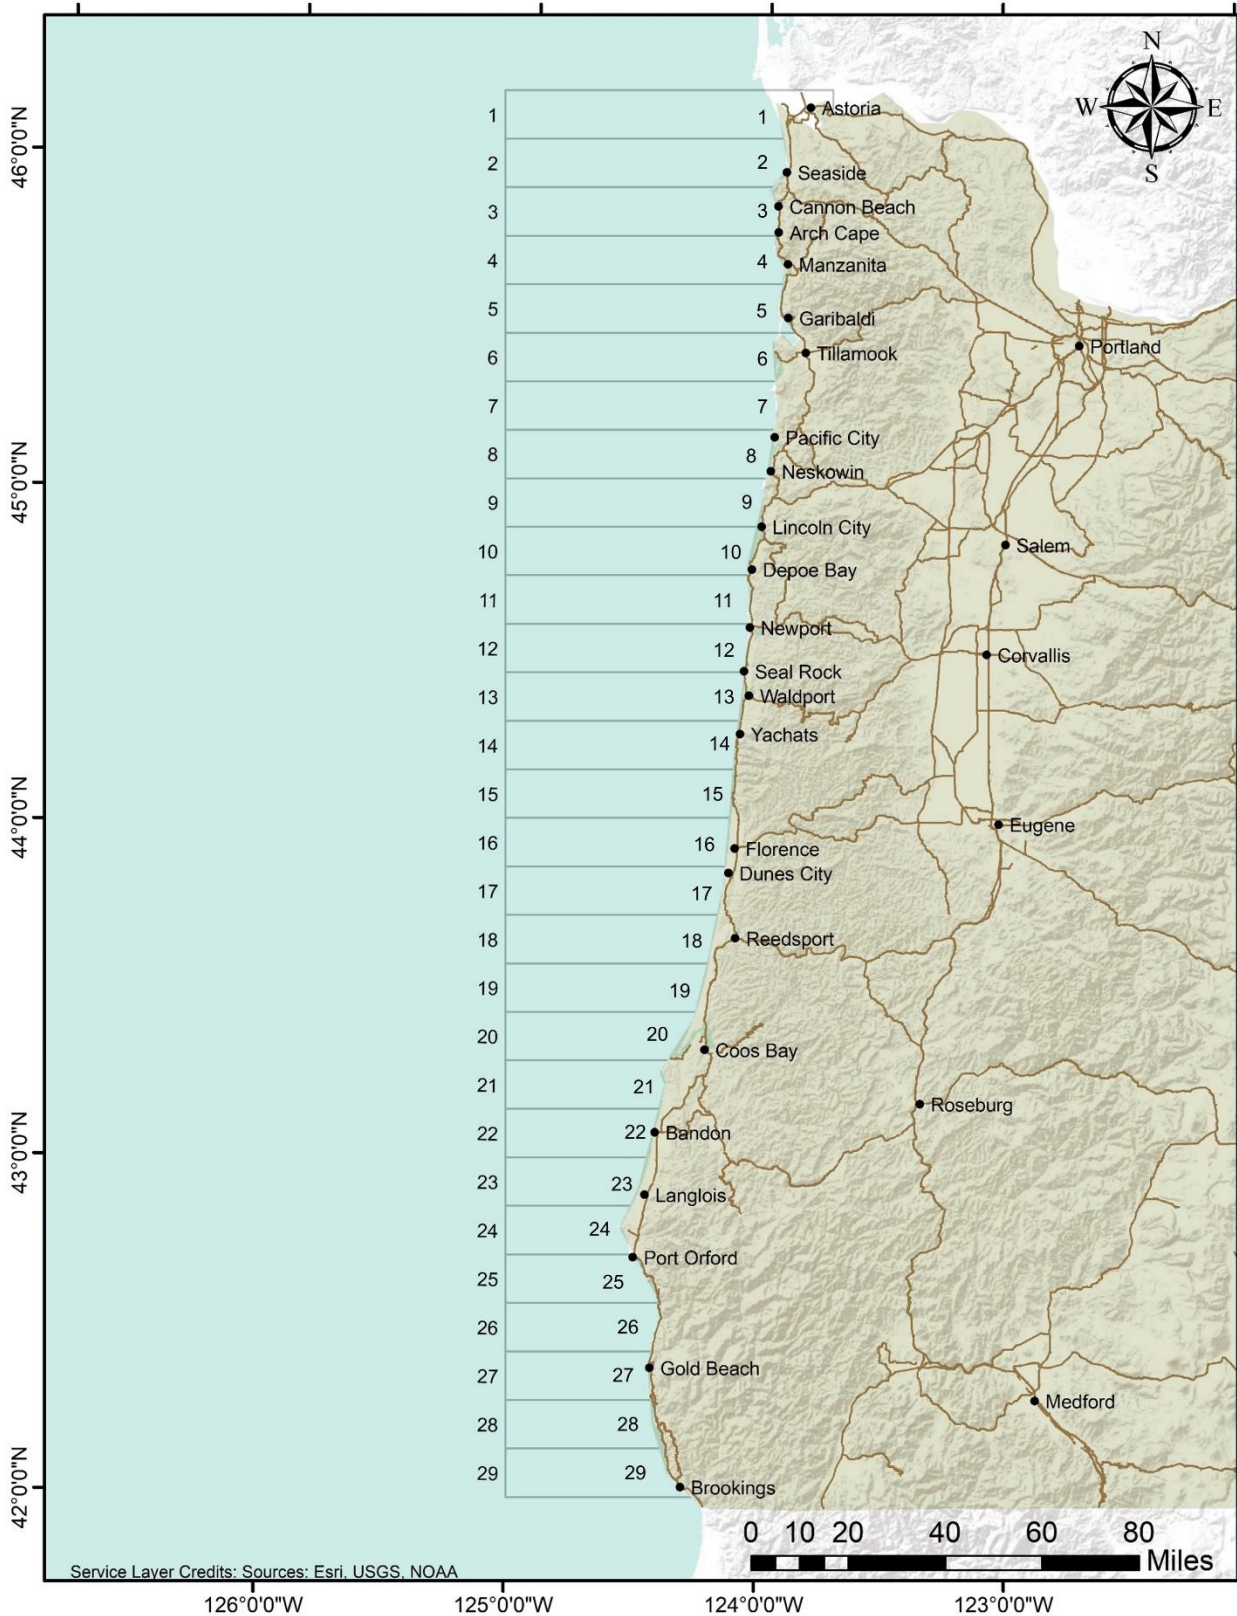 N
W E
S
46°0'0"N
45°0'0"N
44°0'0"N
43°0'0"N
42°0'0"N
1 1 Astoria
2 2 Seaside
3 3 Cannon Beach
Arch Cape
4 4 Manzanita
5 5 Garibaldi
Portland
6 6 Tillamook
7 7
Pacific City
8 8
Neskowin
9 9
Lincoln City
10 10 Salem
Depoe Bay
11 11
Newport
12 12 Corvallis
Seal Rock
13 13 Waldport
14 14 Yachats
15 15
Eugene
16 16 Florence
Dunes City
17 17
18 18 Reedsport
19 19
20 20
Coos Bay
21 21
Roseburg
22 22 Bandon
23 23
Langlois
24 24
Port Orford
25 25
26 26
Gold Beach
27 27
Medford
28 28
29 29
Brookings
0 10 20 40 60 80
Miles
Service Layer Credits: Sources: Esri, USGS, NOAA
126°0'0"W 125°0'0"W 124°0'0"W 123°0'0"W